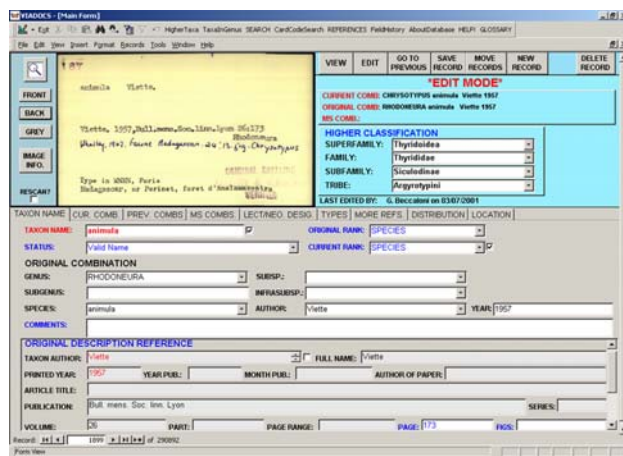 VIADOCS - [Main Form]
HigherTaxa TaxaInGenus SEARCH CardCodeSearch REFERENCES FieldHistory AboutDatabase HELP! GLOSSARY
File Edit View Insert Format Records Tools Window Help
FRONT
BACK
GREY
IMAGE INFO.
RESCAN?
animula Viette,
Viette, 1957, Bull. mens. Soc. linn. Lyon 26:173
Rhodoneura
Whalley, 1971. Faune Madagascar
Type in MNHN, Paris
VIEW EDIT GO TO PREVIOUS SAVE RECORD MOVE RECORDS NEW RECORD DELETE RECORD
*EDIT MODE*
CURRENT COMB: CHRYSOTYPUS animula Viette 1957
ORIGINAL COMB: RHODONEURA animula Viette 1957
MS COMB.:
HIGHER CLASSIFICATION
SUPERFAMILY: Thyridoidea
FAMILY: Thyrididae
SUBFAMILY: Siculodinae
TRIBE: Argyrotypini
LAST EDITED BY: G. Beccaloni on 03/07/2001
TAXON NAME CUR. COMB. PREV. COMBS MS COMBS. LECT/NEO. DESIG. TYPES MORE REFS. DISTRIBUTION LOCATION
TAXON NAME: animula ORIGINAL RANK: SPECIES
STATUS: Valid Name CURRENT RANK: SPECIES
ORIGINAL COMBINATION
GENUS: RHODONEURA SUBSP.:
SUBGENUS: INFRASUBSP.:
SPECIES: animula AUTHOR: Viette YEAR: 1957
COMMENTS:
ORIGINAL DESCRIPTION REFERENCE
TAXON AUTHOR: Viette FULL NAME: Viette
PRINTED YEAR: 1957 YEAR PUB.: MONTH PUB.: AUTHOR OF PAPER:
ARTICLE TITLE:
PUBLICATION: Bull. mens. Soc. linn. Lyon SERIES:
VOLUME: 26 PART: PAGE RANGE: PAGE: 173 FIGS:
Record: 1899 of 290892
Form View